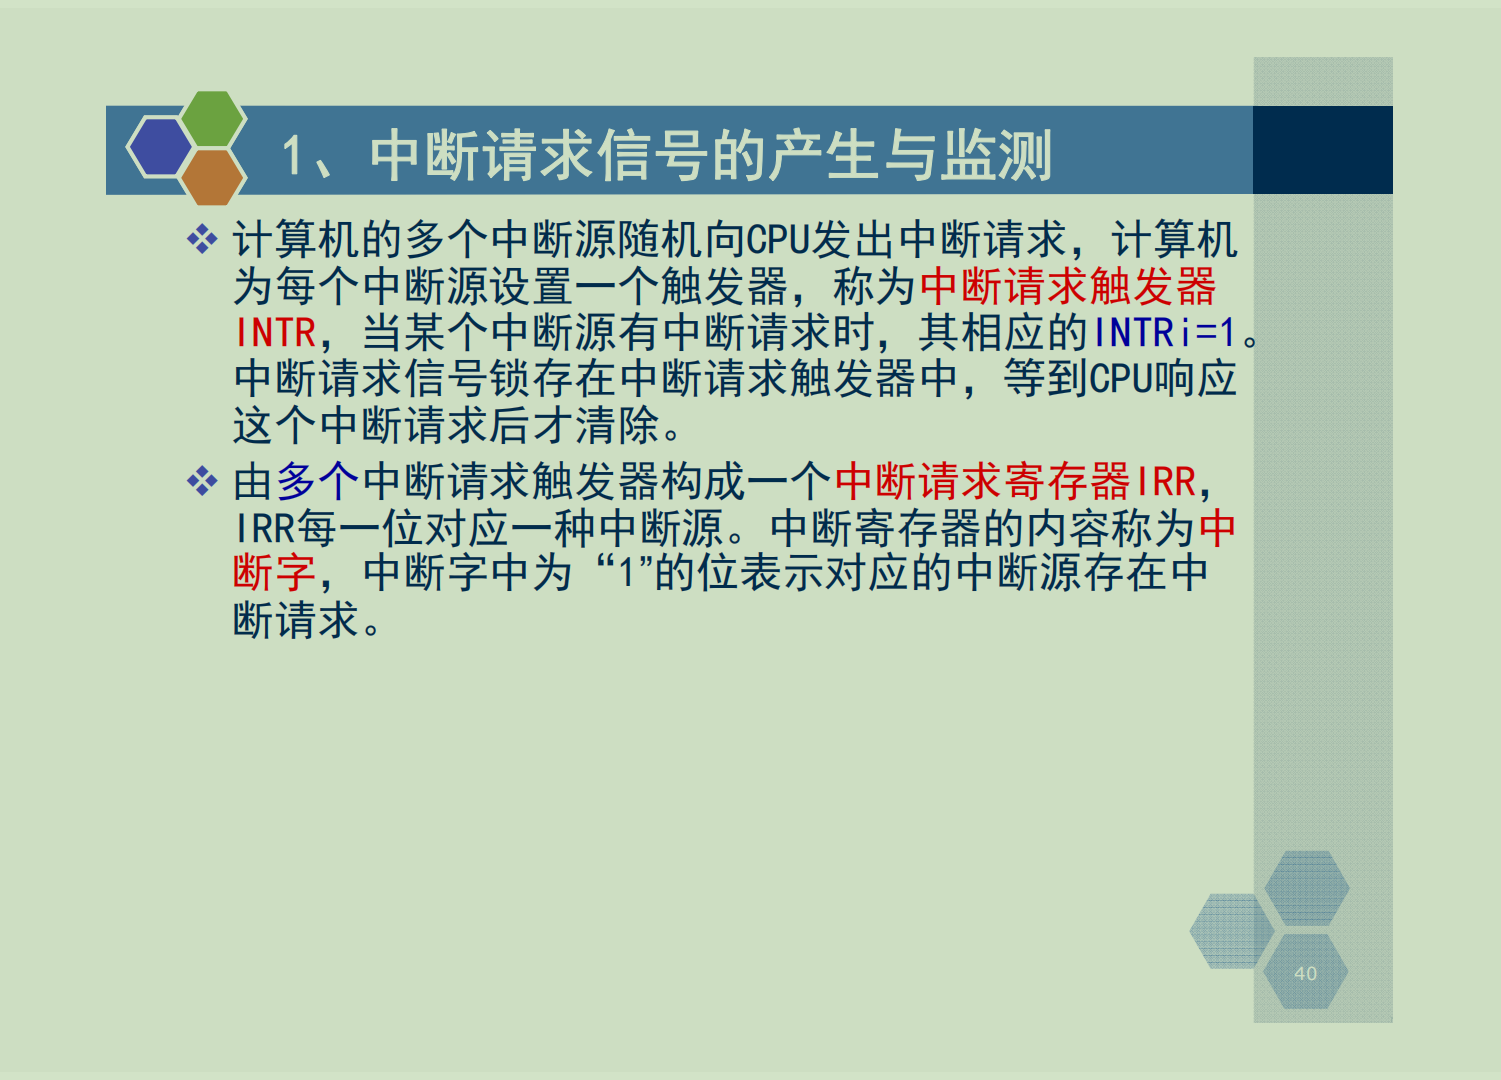 1、中断请求信号的产生与监测
计算机的多个中断源随机向CPU发出中断请求，计算机
为每个中断源设置一个触发器，称为中断请求触发器
INTR，当某个中断源有中断请求时，其相应的INTRi=1。
中断请求信号锁存在中断请求触发器中，等到CPU响应
这个中断请求后才清除。
由多个中断请求触发器构成一个中断请求寄存器IRR，
IRR每一位对应一种中断源。中断寄存器的内容称为中
断字，中断字中为“1”的位表示对应的中断源存在中
断请求。
40